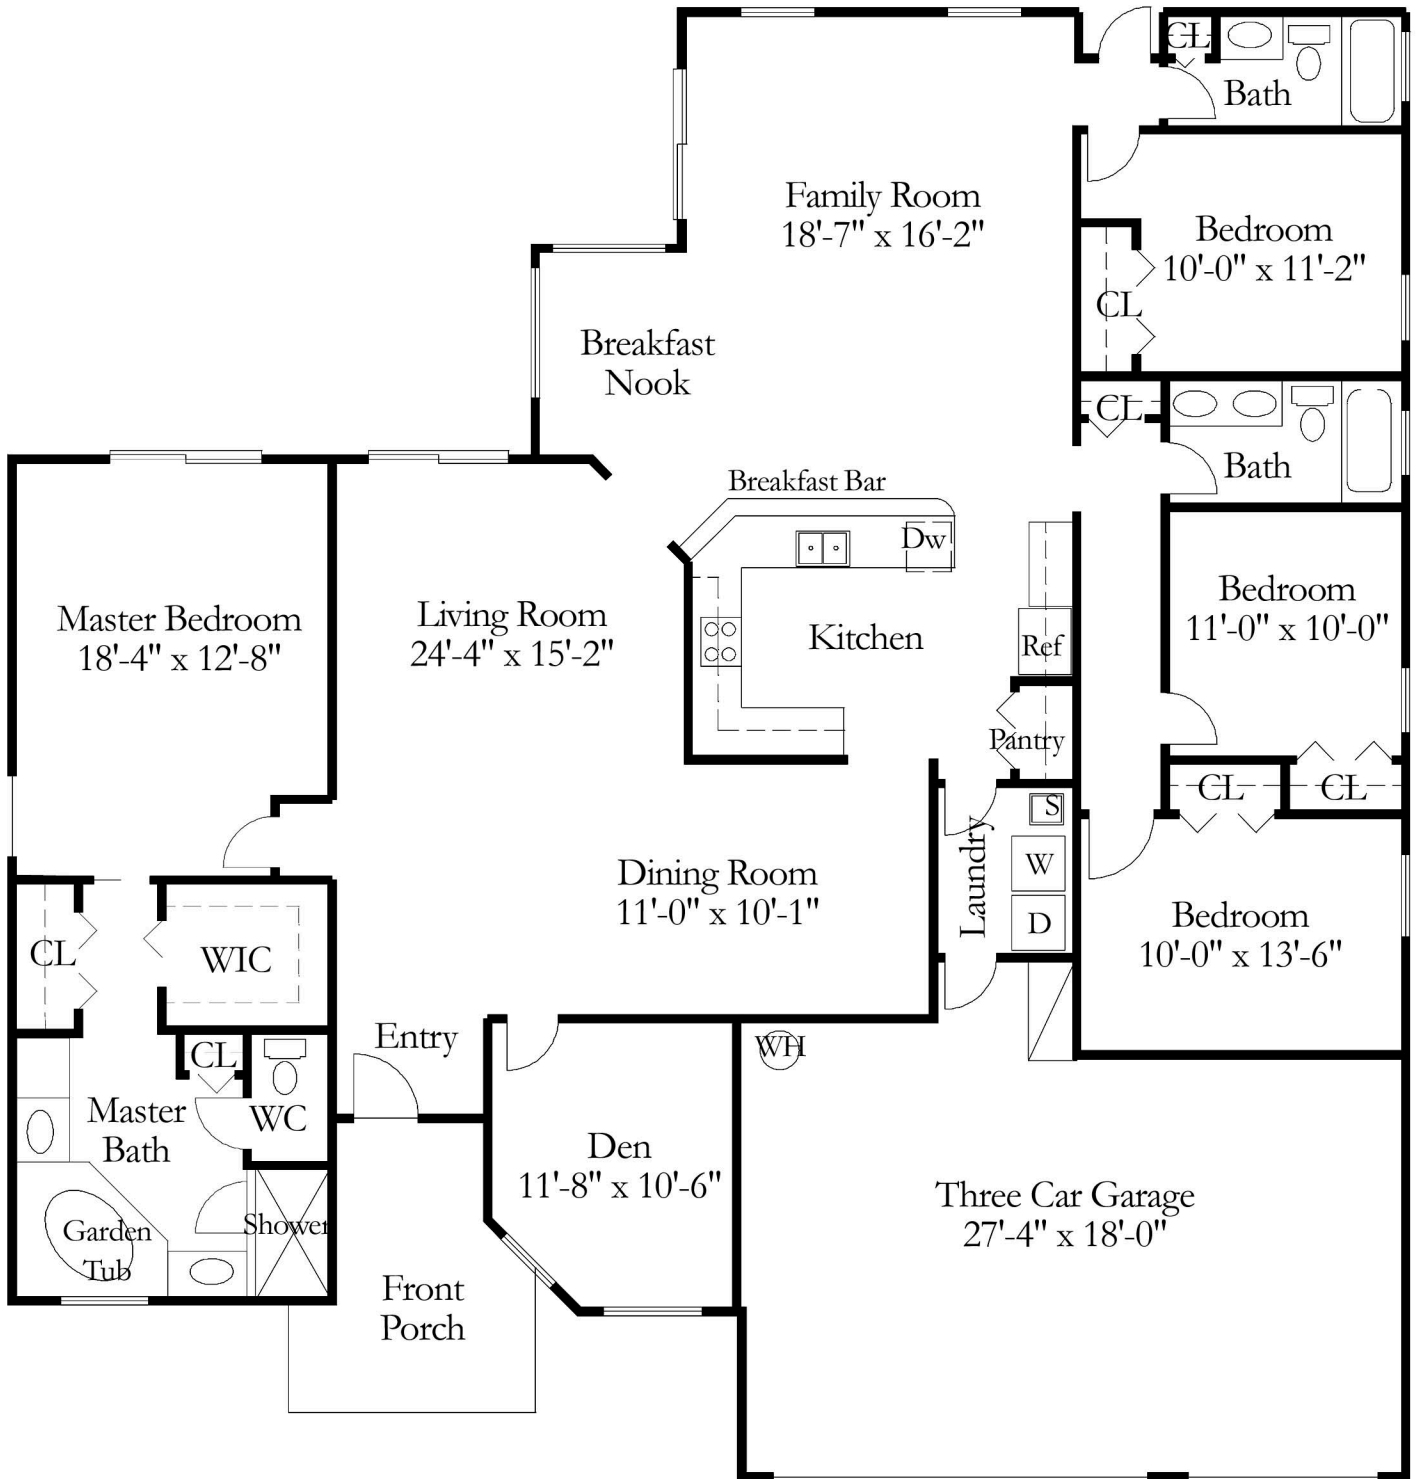 CL
Bath
Family Room
18'-7" x 16'-2"
Bedroom
10'-0" x 11'-2"
CL
Breakfast
Nook
CL
Bath
Breakfast Bar
Dw
Master Bedroom
18'-4" x 12'-8"
Living Room
24'-4" x 15'-2"
Kitchen
Ref
Bedroom
11'-0" x 10'-0"
Pantry
CL
CL
S
W
D
Laundry
Dining Room
11'-0" x 10'-1"
Bedroom
10'-0" x 13'-6"
CL
WIC
Entry
WH
CL
WC
Master
Bath
Den
11'-8" x 10'-6"
Three Car Garage
27'-4" x 18'-0"
Garden
Tub
Shower
Front
Porch